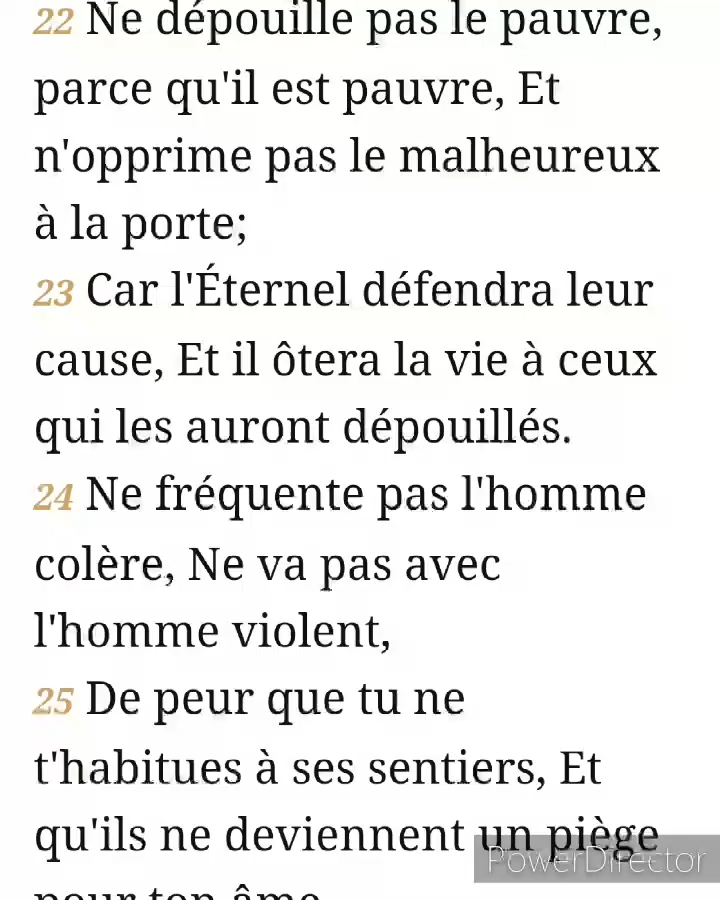 22 Ne dépouille pas le pauvre,
parce qu'il est pauvre, Et
n'opprime pas le malheureux
à la porte;
23 Car l'Éternel défendra leur
cause, Et il ôtera la vie à ceux
qui les auront dépouillés.
24 Ne fréquente pas l'homme
colère, Ne va pas avec
l'homme violent,
25 De peur que tu ne
t'habitues à ses sentiers, Et
qu'ils ne deviennent un piège
PowerDirector
pour ton âme